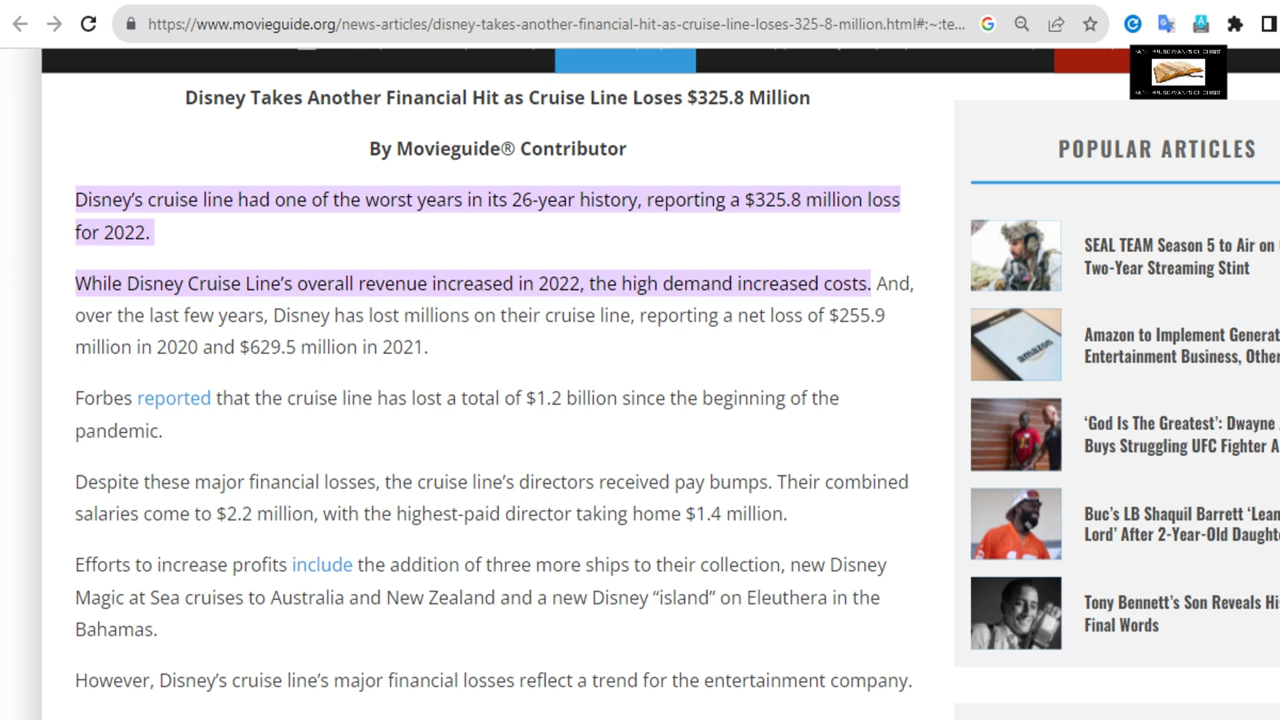 https://www.movieguide.org/news-articles/disney-takes-another-financial-hit-as-cruise-line-loses-325-8-million.html#:~:te...
Disney Takes Another Financial Hit as Cruise Line Loses $325.8 Million
By Movieguide® Contributor
Disney’s cruise line had one of the worst years in its 26-year history, reporting a $325.8 million loss
for 2022.
While Disney Cruise Line’s overall revenue increased in 2022, the high demand increased costs. And,
over the last few years, Disney has lost millions on their cruise line, reporting a net loss of $255.9
million in 2020 and $629.5 million in 2021.
Forbes reported that the cruise line has lost a total of $1.2 billion since the beginning of the
pandemic.
Despite these major financial losses, the cruise line’s directors received pay bumps. Their combined
salaries come to $2.2 million, with the highest-paid director taking home $1.4 million.
Efforts to increase profits include the addition of three more ships to their collection, new Disney
Magic at Sea cruises to Australia and New Zealand and a new Disney “island” on Eleuthera in the
Bahamas.
However, Disney’s cruise line’s major financial losses reflect a trend for the entertainment company.
POPULAR ARTICLES
SEAL TEAM Season 5 to Air on
Two-Year Streaming Stint
amazon
Amazon to Implement Generat
Entertainment Business, Other
‘God Is The Greatest’: Dwayne
Buys Struggling UFC Fighter A
Buc’s LB Shaquil Barrett ‘Lean
Lord’ After 2-Year-Old Daught
Tony Bennett’s Son Reveals Hi
Final Words